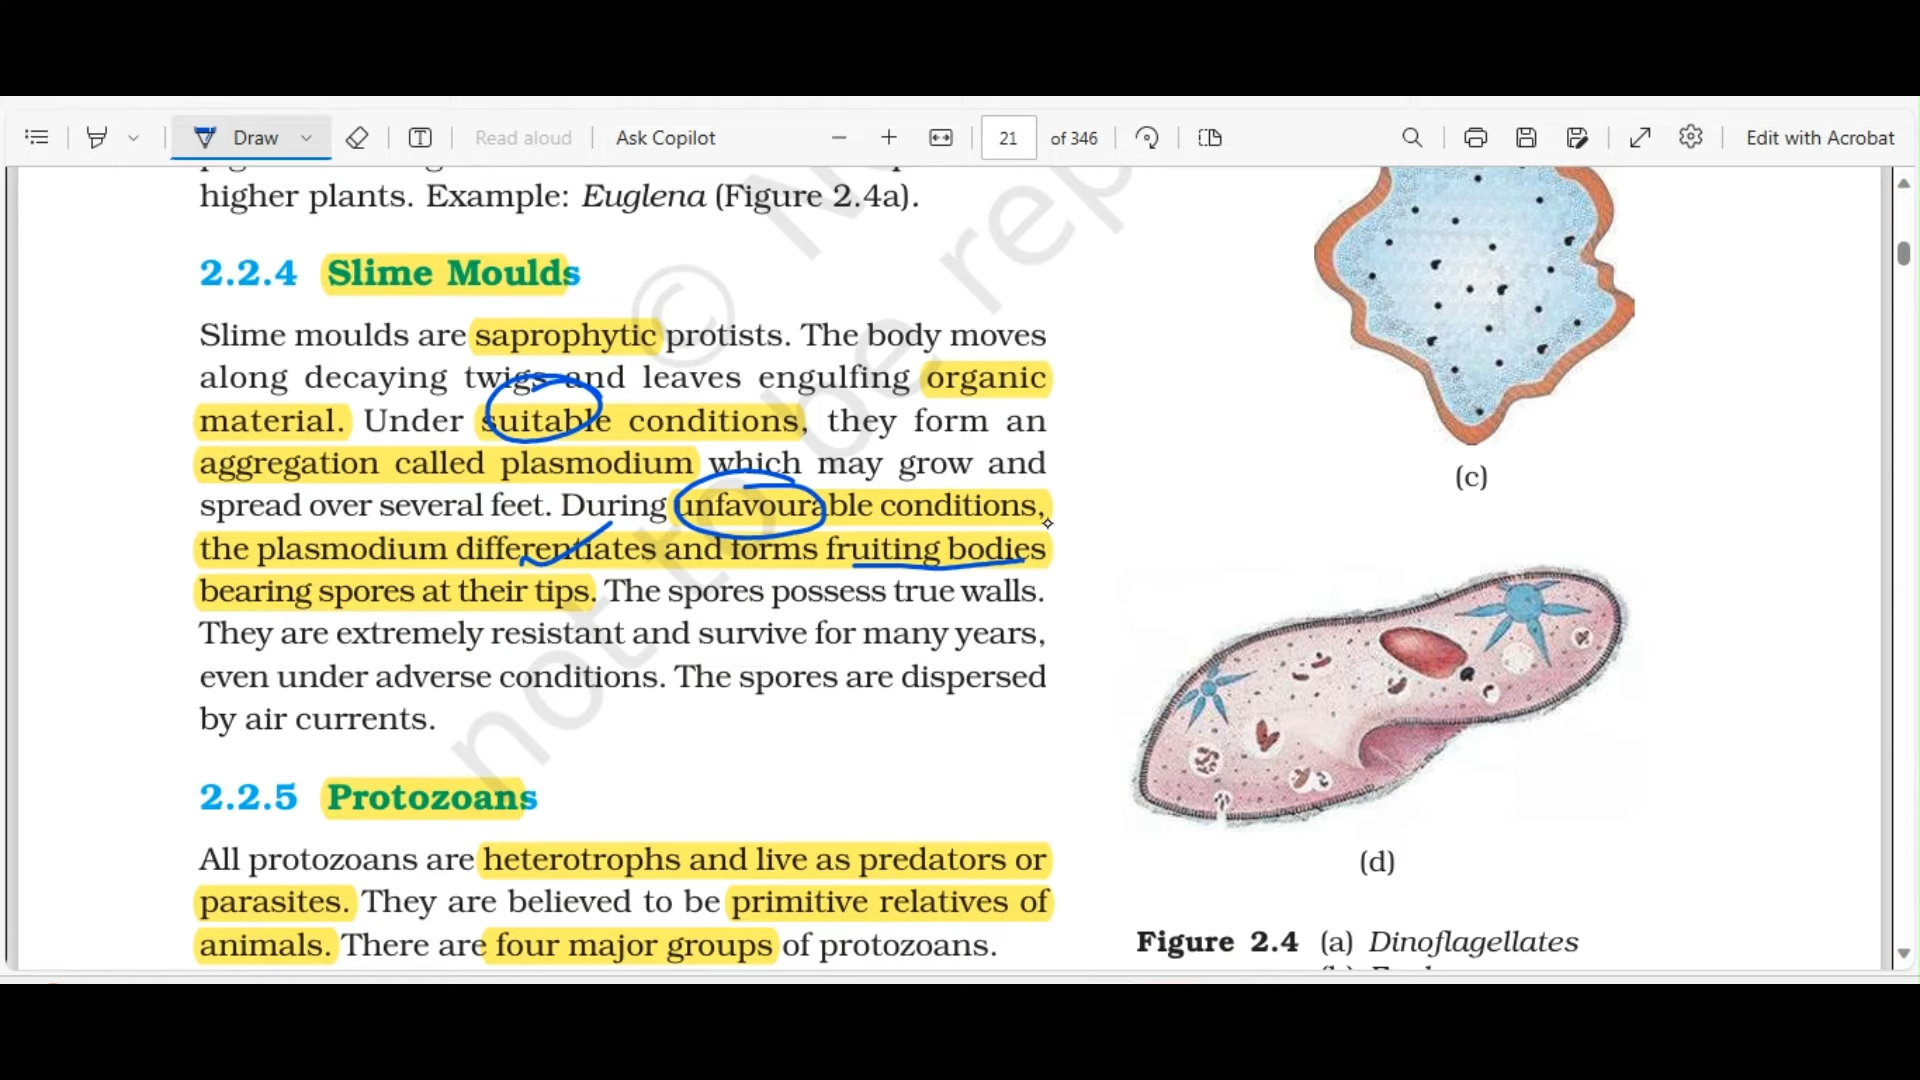 Draw
Read aloud
Ask Copilot
21 of 346
Edit with Acrobat
higher plants. Example: Euglena (Figure 2.4a).
2.2.4 Slime Moulds
Slime moulds are saprophytic protists. The body moves
along decaying twigs and leaves engulfing organic
material. Under suitable conditions, they form an
aggregation called plasmodium which may grow and
spread over several feet. During unfavourable conditions,
the plasmodium differentiates and forms fruiting bodies
bearing spores at their tips. The spores possess true walls.
They are extremely resistant and survive for many years,
even under adverse conditions. The spores are dispersed
by air currents.
2.2.5 Protozoans
All protozoans are heterotrophs and live as predators or
parasites. They are believed to be primitive relatives of
animals. There are four major groups of protozoans.
(c)
(d)
Figure 2.4 (a) Dinoflagellates
©
not to be rep